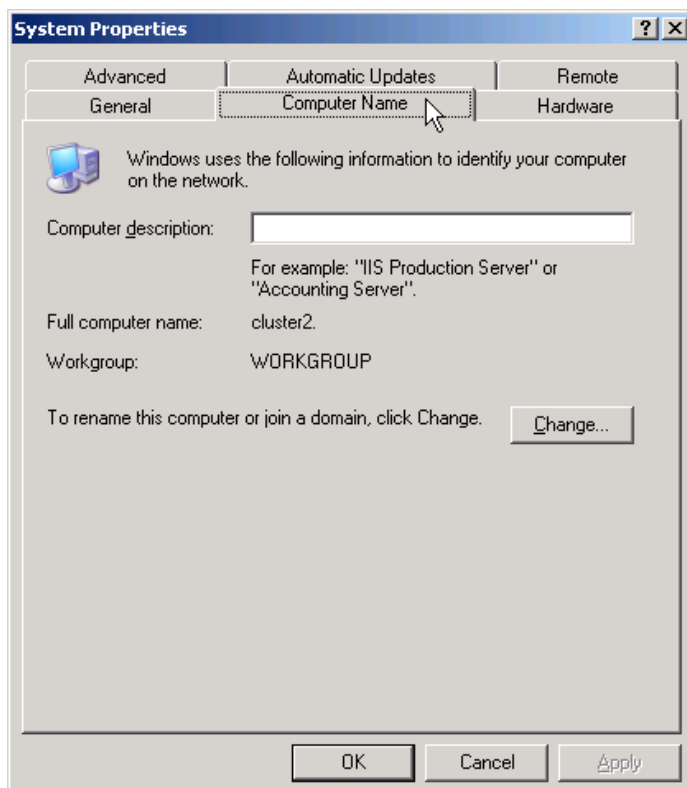 System Properties
Advanced
Automatic Updates
Remote
General
Computer Name
Hardware
Windows uses the following information to identify your computer
on the network.
Computer description:
For example: "IIS Production Server" or
"Accounting Server".
Full computer name:
cluster2.
Workgroup:
WORKGROUP
To rename this computer or join a domain, click Change.
Change...
OK
Cancel
Apply